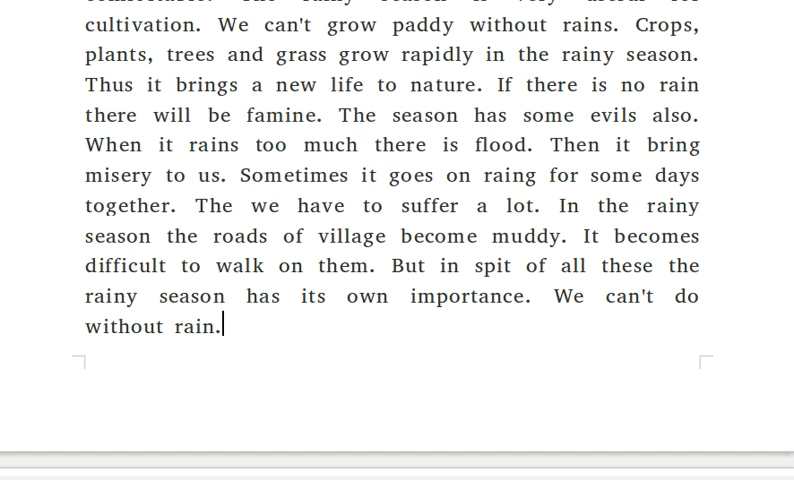 cultivation. We can't grow paddy without rains. Crops,
plants, trees and grass grow rapidly in the rainy season.
Thus it brings a new life to nature. If there is no rain
there will be famine. The season has some evils also.
When it rains too much there is flood. Then it bring
misery to us. Sometimes it goes on raing for some days
together. The we have to suffer a lot. In the rainy
season the roads of village become muddy. It becomes
difficult to walk on them. But in spit of all these the
rainy season has its own importance. We can't do
without rain.